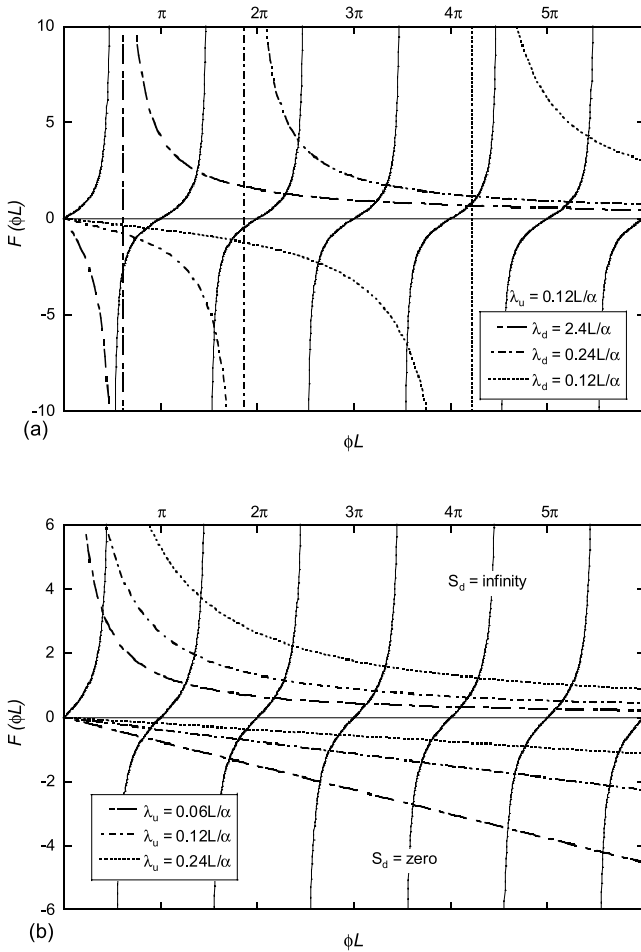 π 2π 3π 4π 5π
10
5
0
-5
-10
F (ϕL)
λu = 0.12L/α
λd = 2.4L/α
λd = 0.24L/α
λd = 0.12L/α
(a)
ϕL
π 2π 3π 4π 5π
6
4
2
0
-2
-4
-6
F (ϕL)
Sd = infinity
λu = 0.06L/α
λu = 0.12L/α
λu = 0.24L/α
Sd = zero
(b)
ϕL